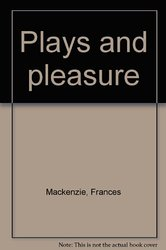 Plays and
pleasure
Mackenzie, Frances
Note: This is not the actual book cover